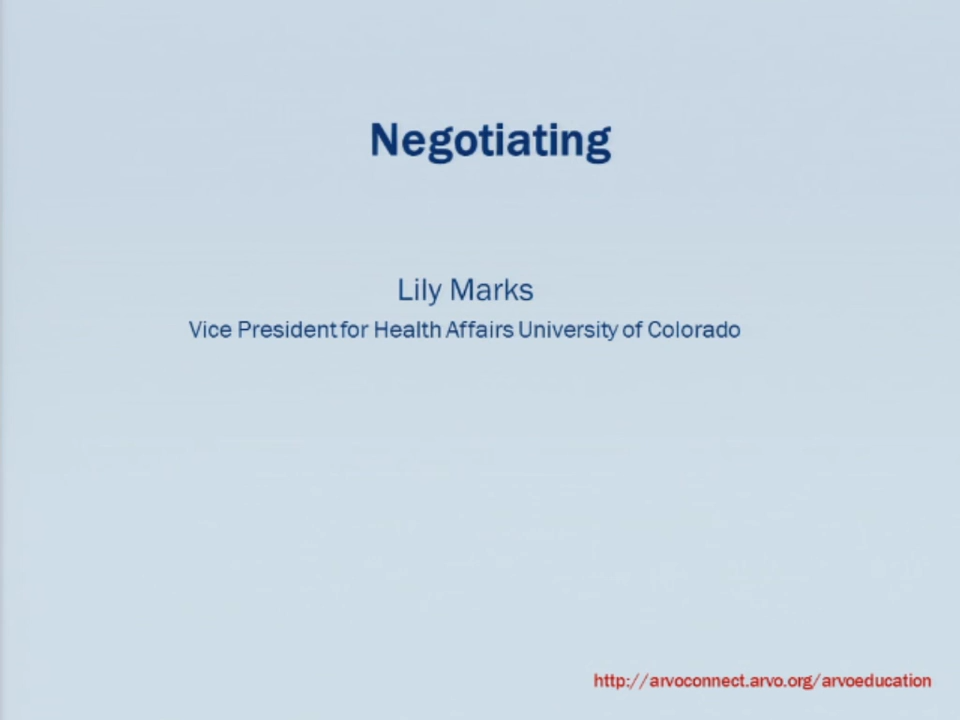 Negotiating
Lily Marks
Vice President for Health Affairs University of Colorado
http://arvoconnect.arvo.org/arvoeducation